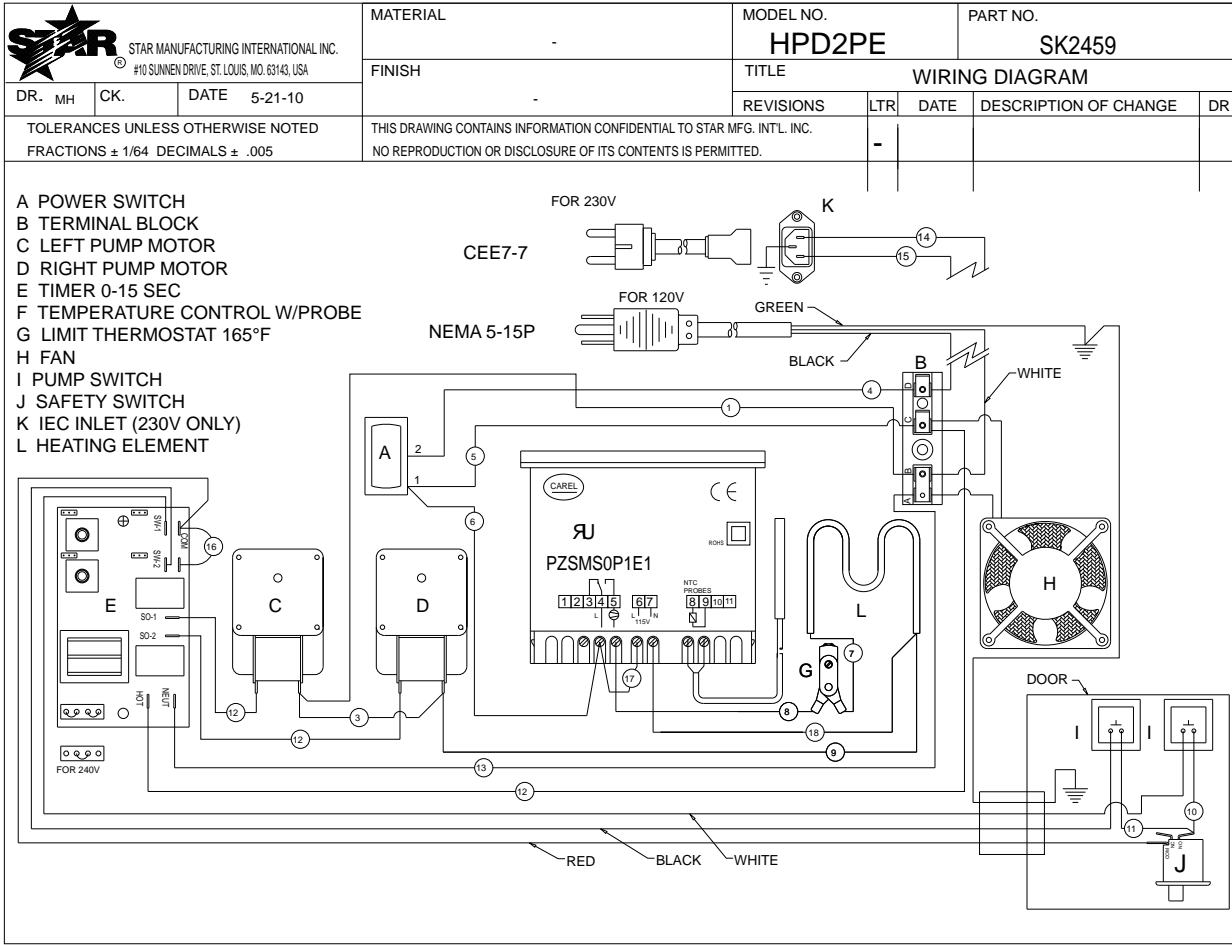 STAR ®
STAR MANUFACTURING INTERNATIONAL INC.
#10 SUNNEN DRIVE, ST. LOUIS, MO. 63143, USA
DR. MH CK. DATE 5-21-10
TOLERANCES UNLESS OTHERWISE NOTED
FRACTIONS ± 1/64 DECIMALS ± .005
MATERIAL
-
FINISH
-
THIS DRAWING CONTAINS INFORMATION CONFIDENTIAL TO STAR MFG. INT'L. INC.
NO REPRODUCTION OR DISCLOSURE OF ITS CONTENTS IS PERMITTED.
MODEL NO.
HPD2PE
PART NO.
SK2459
TITLE WIRING DIAGRAM
REVISIONS LTR DATE DESCRIPTION OF CHANGE DR
-
A POWER SWITCH
B TERMINAL BLOCK
C LEFT PUMP MOTOR
D RIGHT PUMP MOTOR
E TIMER 0-15 SEC
F TEMPERATURE CONTROL W/PROBE
G LIMIT THERMOSTAT 165°F
H FAN
I PUMP SWITCH
J SAFETY SWITCH
K IEC INLET (230V ONLY)
L HEATING ELEMENT
FOR 230V
K
CEE7-7
14
15
FOR 120V
NEMA 5-15P
GREEN
BLACK
WHITE
B
D
C
B
A
4
1
5
6
A
2
1
CAREL
CE
RJ
ROHS
PZSMS0P1E1
NTC
PROBES
1 2 3 4 5 6 7 8 9 10 11
L
L N
115V
17
L
G
7
8
18
9
H
E
SW-1
COM
SW-2
16
SO-1
SO-2
HOT
NEUT
FOR 240V
C
D
12
3
12
13
12
DOOR
I
I
10
11
COM
NC
NO
J
RED
BLACK
WHITE